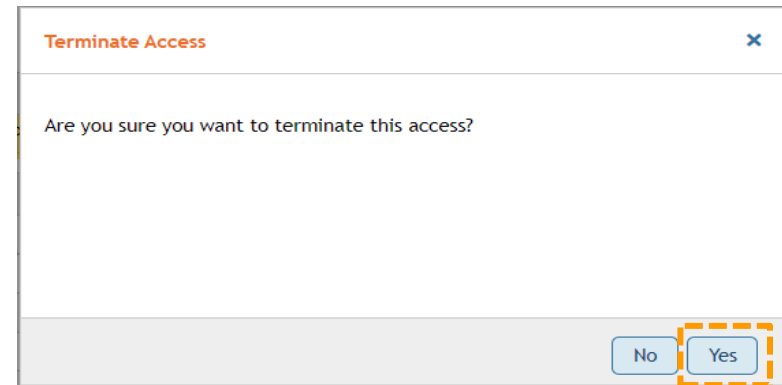 Terminate Access
Are you sure you want to terminate this access?
No
Yes